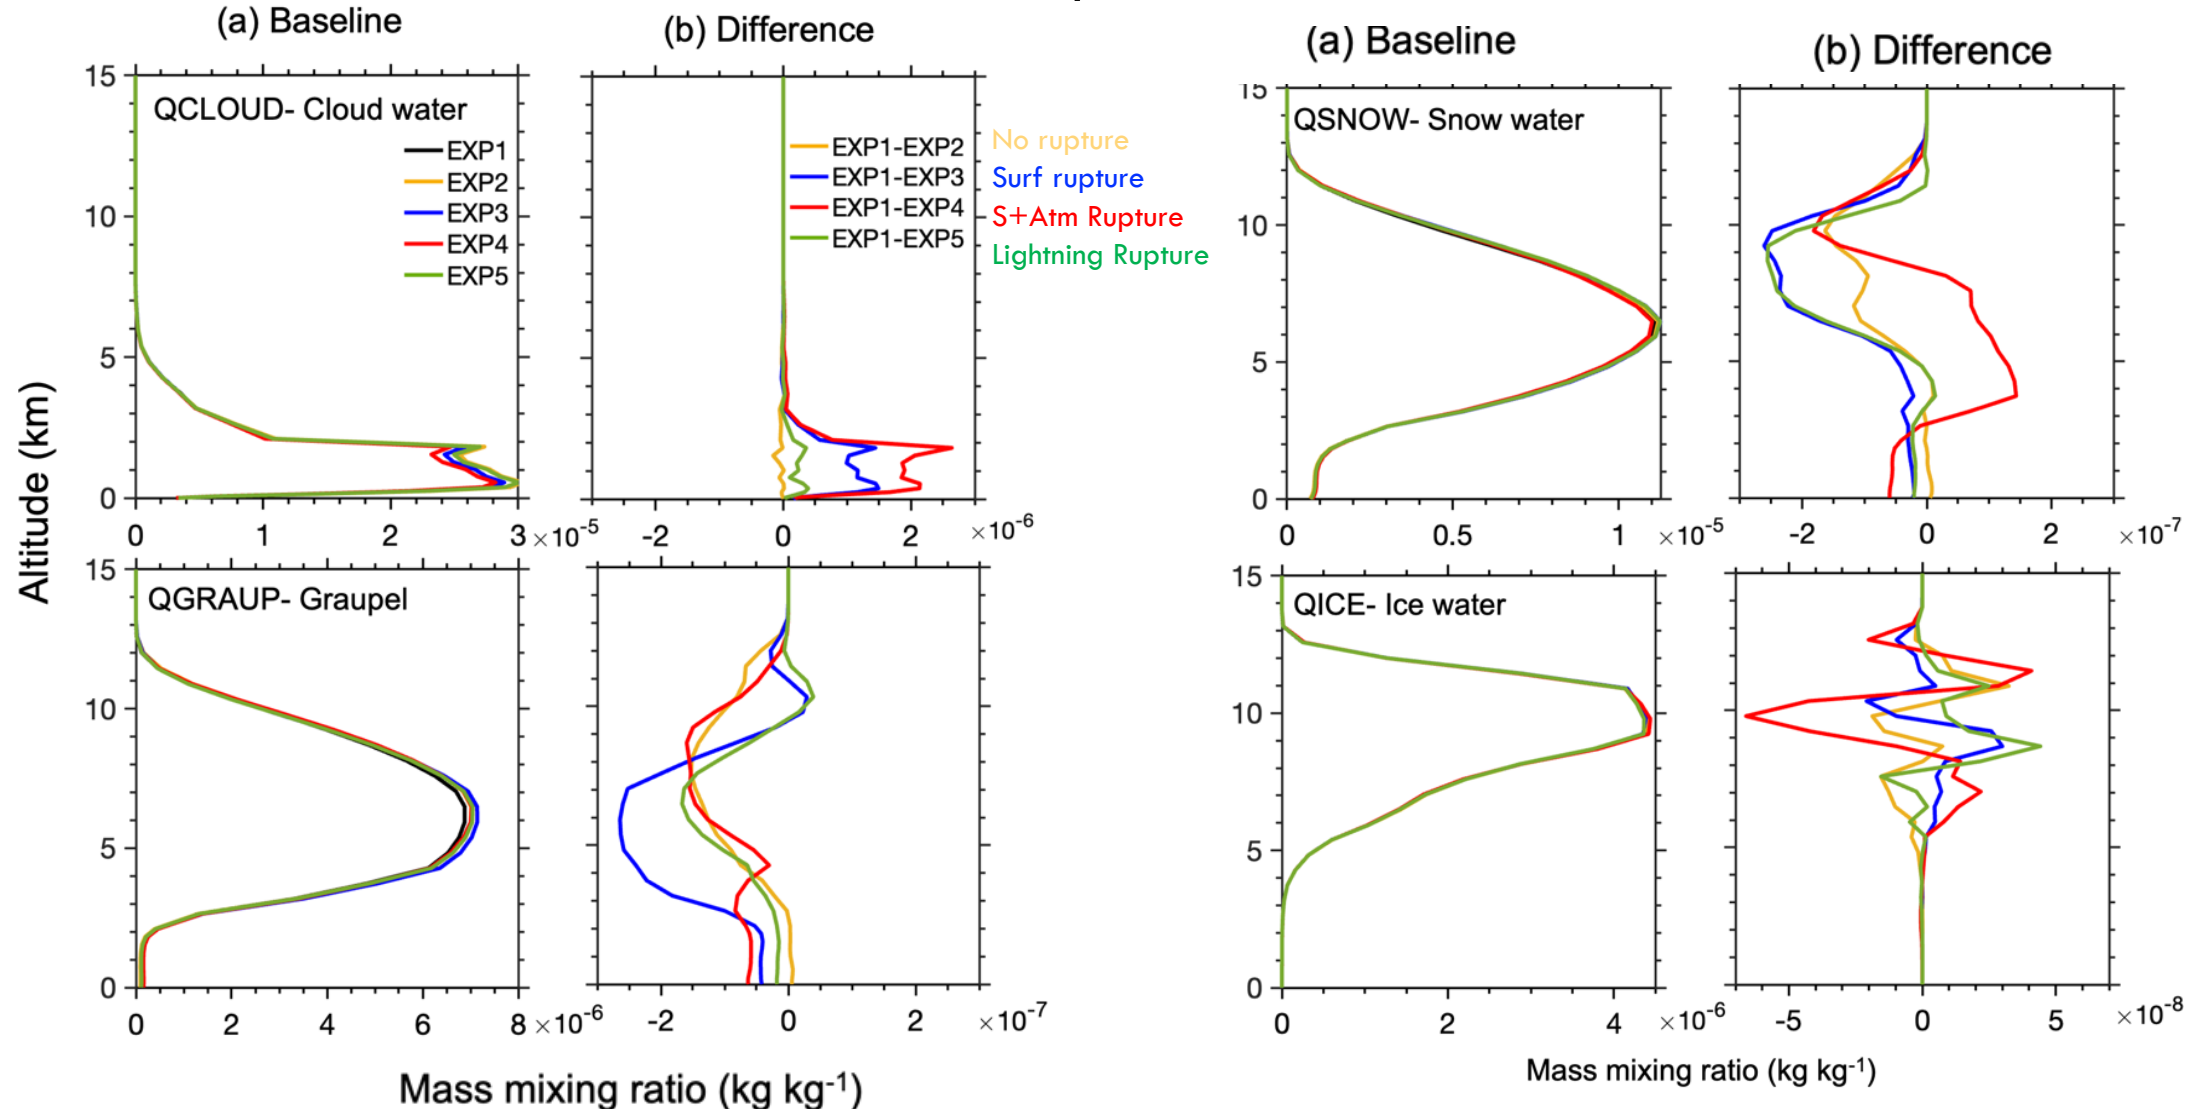 (a) Baseline
(b) Difference
(a) Baseline
(b) Difference
15
10
5
0
QCLOUD- Cloud water
EXP1
EXP2
EXP3
EXP4
EXP5
0
1
2
3
×10-5
EXP1-EXP2
EXP1-EXP3
EXP1-EXP4
EXP1-EXP5
-2
0
2
×10-6
No rupture
Surf rupture
S+Atm Rupture
Lightning Rupture
15
10
5
0
QSNOW- Snow water
0
0.5
1
×10-5
-2
0
2
×10-7
Altitude (km)
15
10
5
0
QGRAUP- Graupel
0
2
4
6
8
×10-6
-2
0
2
×10-7
15
10
5
0
QICE- Ice water
0
2
4
×10-6
-5
0
5
×10-8
Mass mixing ratio (kg kg-1)
Mass mixing ratio (kg kg-1)